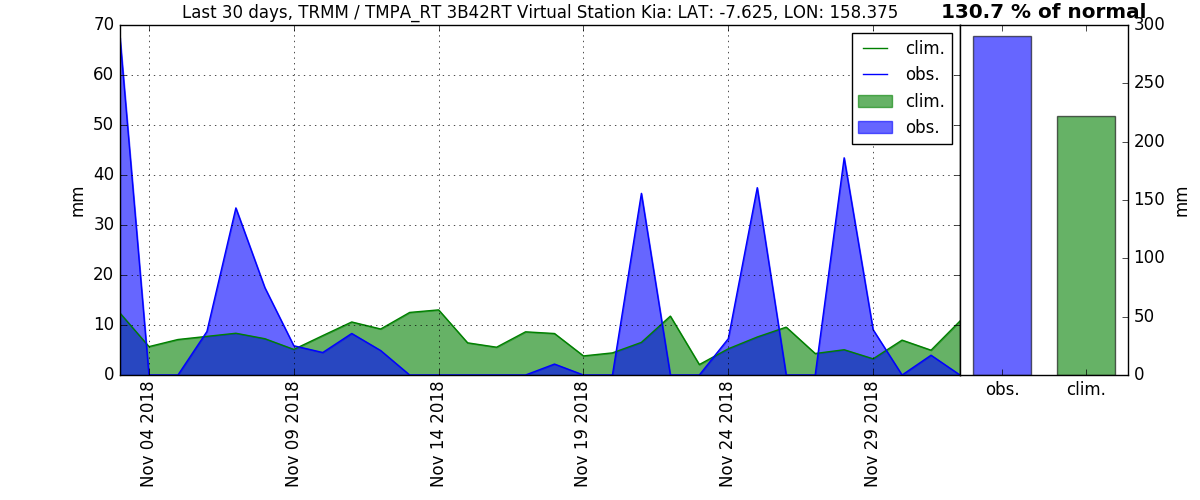 Last 30 days, TRMM / TMPA_RT 3B42RT Virtual Station Kia: LAT: -7.625, LON: 158.375
130.7 % of normal
70
60
50
40
30
20
10
0
mm
clim.
obs.
clim.
obs.
Nov 04 2018
Nov 09 2018
Nov 14 2018
Nov 19 2018
Nov 24 2018
Nov 29 2018
300
250
200
150
100
50
0
mm
obs.
clim.